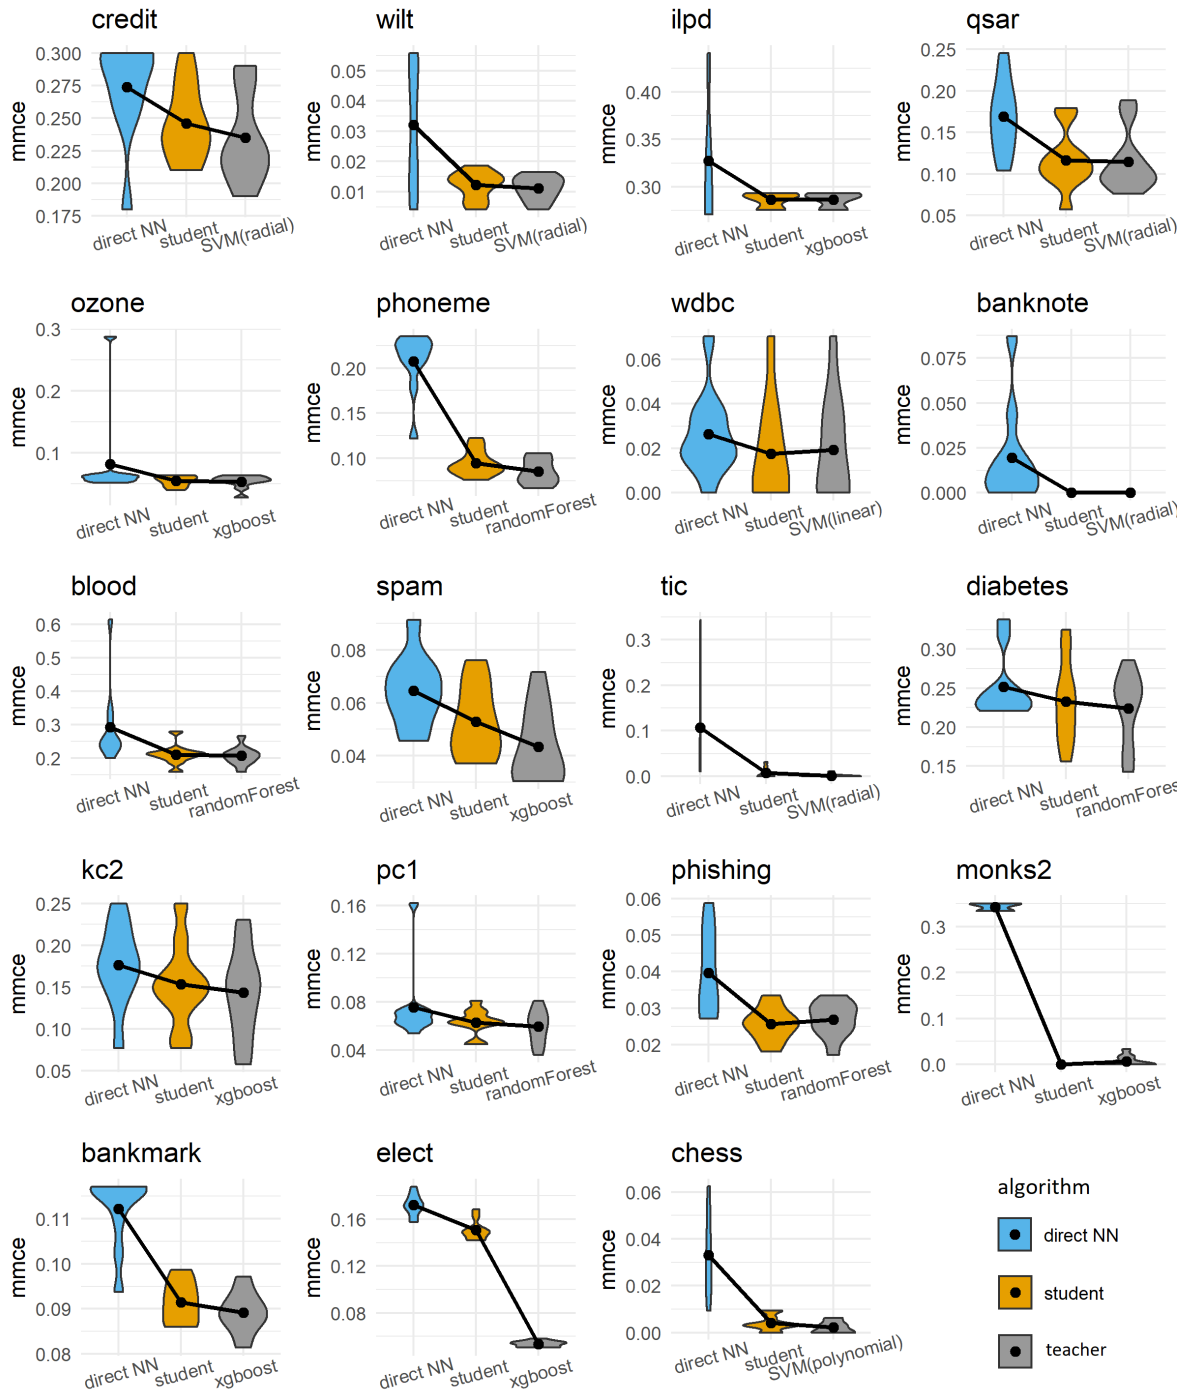 credit
wilt
ilpd
qsar
mmce
0.300
0.275
0.250
0.225
0.200
0.175
direct NN
student
SVM(radial)
mmce
0.05
0.04
0.03
0.02
0.01
direct NN
student
SVM(radial)
mmce
0.40
0.35
0.30
direct NN
student
xgboost
mmce
0.25
0.20
0.15
0.10
0.05
direct NN
student
SVM(radial)
ozone
phoneme
wdbc
banknote
mmce
0.3
0.2
0.1
direct NN
student
xgboost
mmce
0.20
0.15
0.10
direct NN
student
randomForest
mmce
0.06
0.04
0.02
0.00
direct NN
student
SVM(linear)
mmce
0.075
0.050
0.025
0.000
direct NN
student
SVM(radial)
blood
spam
tic
diabetes
mmce
0.6
0.5
0.4
0.3
0.2
direct NN
student
randomForest
mmce
0.08
0.06
0.04
direct NN
student
xgboost
mmce
0.3
0.2
0.1
0.0
direct NN
student
SVM(radial)
mmce
0.30
0.25
0.20
0.15
direct NN
student
randomForest
kc2
pc1
phishing
monks2
mmce
0.25
0.20
0.15
0.10
0.05
direct NN
student
xgboost
mmce
0.16
0.12
0.08
0.04
direct NN
student
randomForest
mmce
0.06
0.05
0.04
0.03
0.02
direct NN
student
randomForest
mmce
0.3
0.2
0.1
0.0
direct NN
student
xgboost
bankmark
elect
chess
mmce
0.11
0.10
0.09
0.08
direct NN
student
xgboost
mmce
0.16
0.12
0.08
direct NN
student
xgboost
mmce
0.06
0.04
0.02
0.00
direct NN
student
SVM(polynomial)
algorithm
direct NN
student
teacher